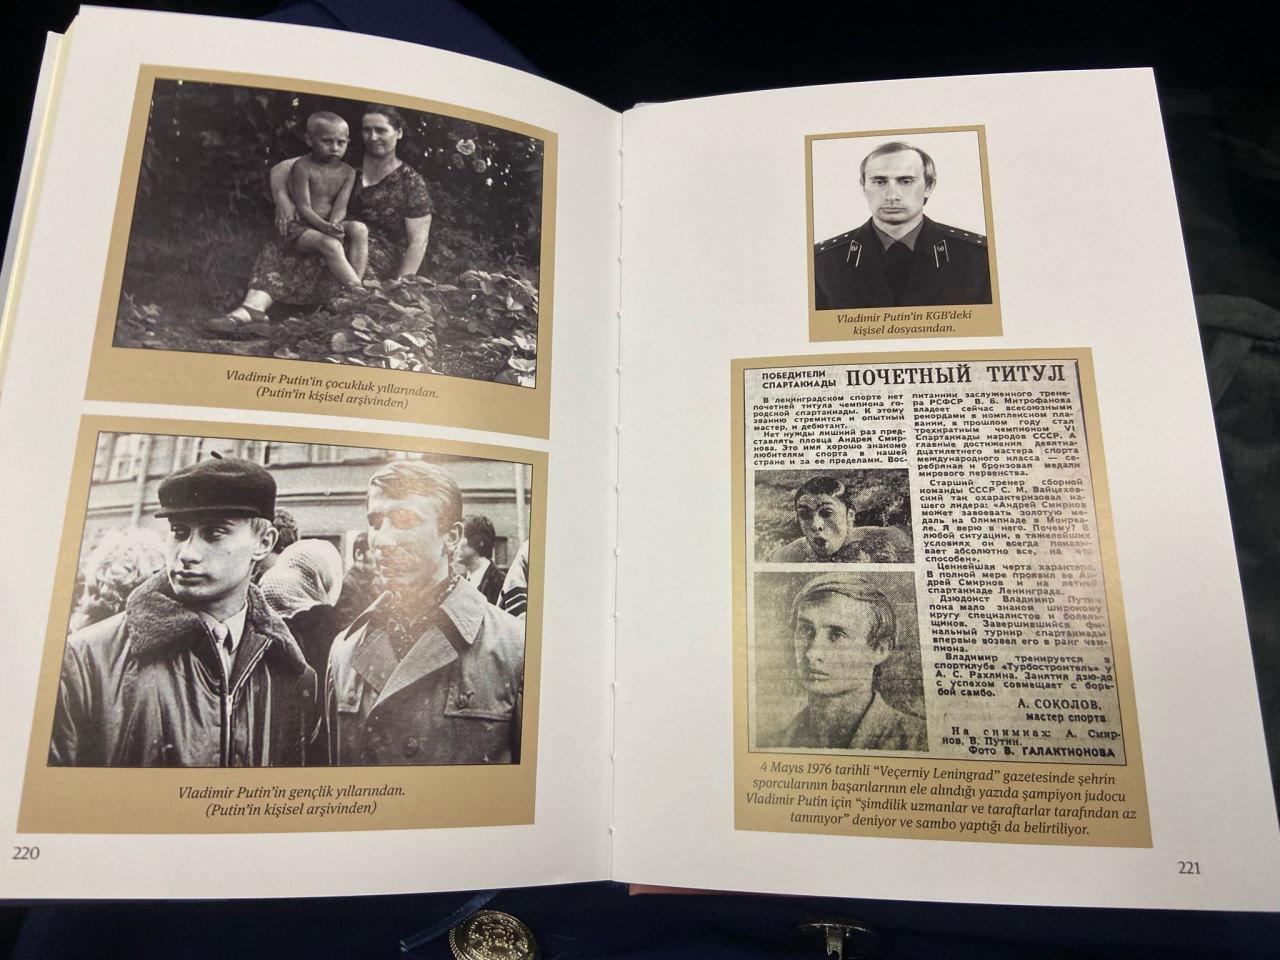 Vladimir Putin'in çocukluk yıllarından.
(Putin'in kişisel arşivinden)
Vladimir Putin'in gençlik yıllarından.
(Putin'in kişisel arşivinden)
220
Vladimir Putin'in KGB'deki
kişisel dosyasından.
ПОБЕДИТЕЛИ
СПАРТАКИАДЫ
ПОЧЕТНЫЙ ТИТУЛ
В ленинградском спорте нет
почетней титула чемпиона го-
родской спартакиады. К этому
званию стремится и опытный
мастер, и дебютант.
Нет нужды лишний раз пред-
ставлять пловца Андрея Смир-
нова. Это имя хорошо знакомо
любителям спорта в нашей
стране и за ее пределами. Вос-
питанник заслуженного трене-
ра РСФСР В. Б. Митрофанова
владеет сейчас всесоюзными
рекордами в комплексном пла-
вании, в прошлом году стал
трехкратным чемпионом VI
Спартакиады народов СССР. А
главные достижения девятна-
дцатилетнего мастера спорта
международного класса — се-
ребряная и бронзовая медали
мирового первенства.
Старший тренер сборной
команды СССР С. М. Вайцехов-
ский так охарактеризовал на-
шего лидера: «Андрей Смирнов
может завоевать золотую ме-
даль на Олимпиаде в Монреа-
ле. Я верю в него. Почему? В
любой ситуации, в тяжелейших
условиях он всегда показы-
вает абсолютно все, на что
способен».
Ценнейшая черта характера.
В полной мере проявил ее Ан-
дрей Смирнов и на летней
спартакиаде Ленинграда.
Дзюдоист Владимир Путин
пока мало знаком широкому
кругу специалистов и болель-
щиков. Завершившийся фи-
нальный турнир спартакиады
впервые возвел его в ранг чем-
пиона.
Владимир тренируется в
спортклубе «Турбостроитель» у
А. С. Рахлина. Занятия дзю-до
с успехом совмещает с борь-
бой самбо.
А. СОКОЛОВ,
мастер спорта
На снимках: А. Смир-
нов, В. Путин.
Фото В. ГАЛАКТИОНОВА
4 Mayıs 1976 tarihli “Veçerniy Leningrad” gazetesinde şehrin
sporcularının başarılarının ele alındığı yazıda şampiyon judocu
Vladimir Putin için “şimdilik uzmanlar ve taraftarlar tarafından az
tanınıyor” deniyor ve sambo yaptığı da belirtiliyor.
221